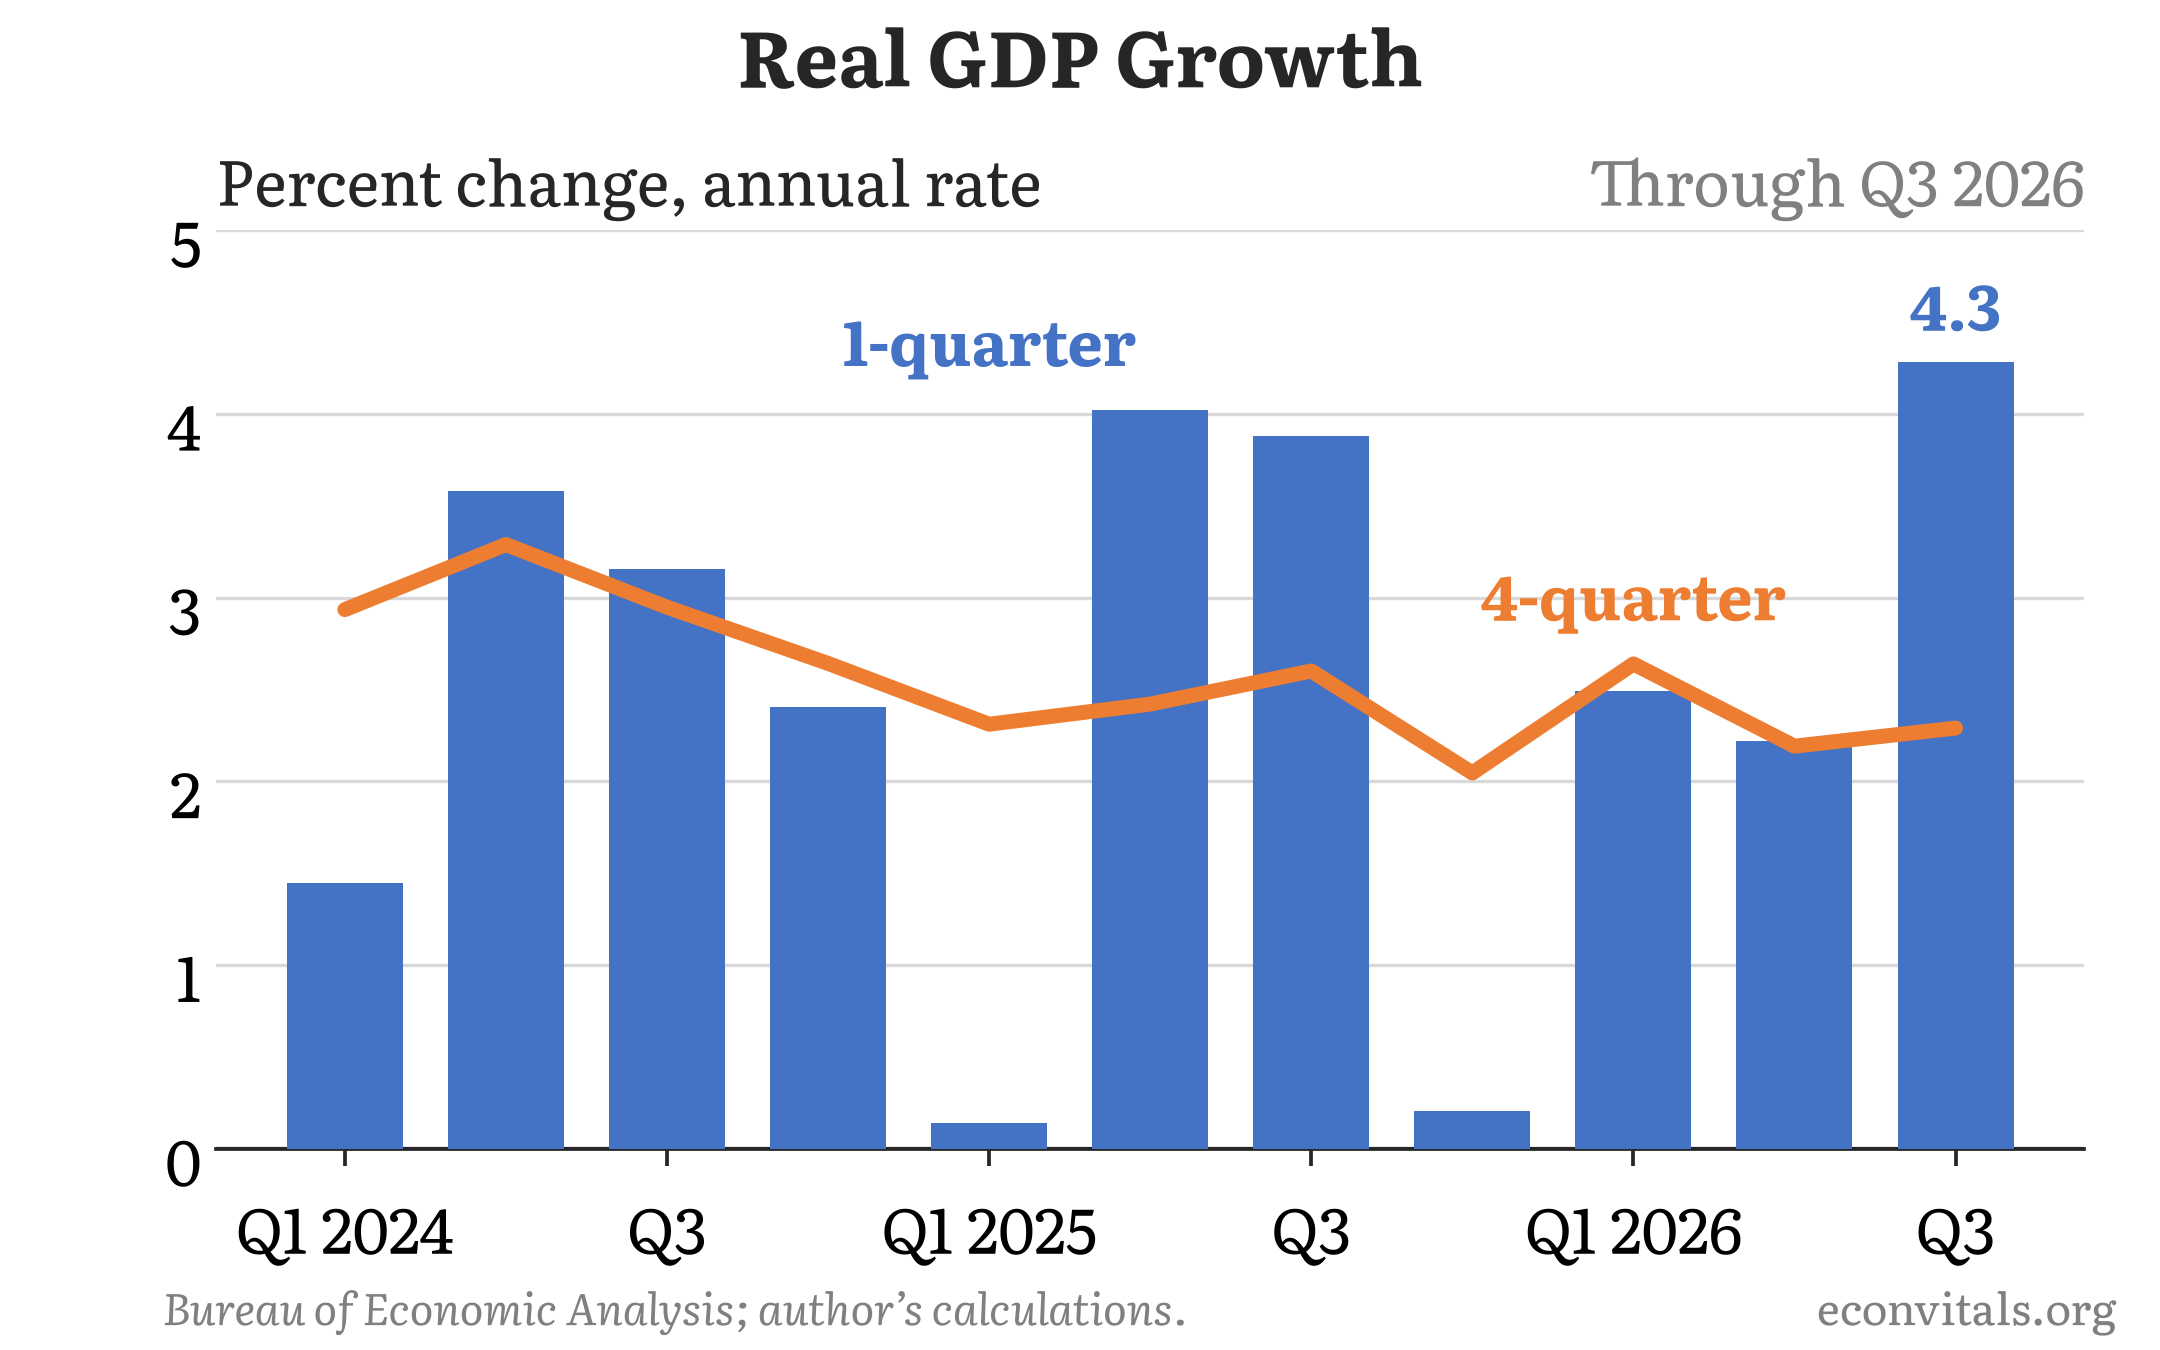 Real GDP Growth
Percent change, annual rate
Through Q3 2026
5
1-quarter
4.3
4
4-quarter
3
2
1
0
Q1 2024
Q3
Q1 2025
Q3
Q1 2026
Q3
Bureau of Economic Analysis; author’s calculations.
econvitals.org